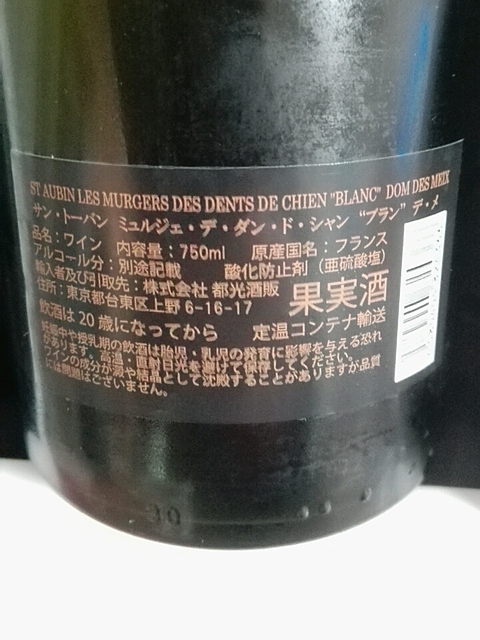 ST AUBIN LES MURGERS DES DENTS DE CHIEN "BLANC" DOM DES MEIX
サン・トーバン ミュルジェ・デ・ダン・ド・シャン “ブラン” デ・メ
品名：ワイン 内容量：750ml 原産国名：フランス
アルコール分：別途記載 酸化防止剤（亜硫酸塩）
輸入者及び引取先：株式会社 都光酒販
住所：東京都台東区上野 6-16-17
果実酒
飲酒は 20 歳になってから 定温コンテナ輸送
妊娠中や授乳期の飲酒は胎児・乳児の発育に影響を与える恐れ
があります。高温・直射日光を避けて保存してください。
ワインの成分が澱や結晶として沈殿することがありますが品質
には問題はございません。